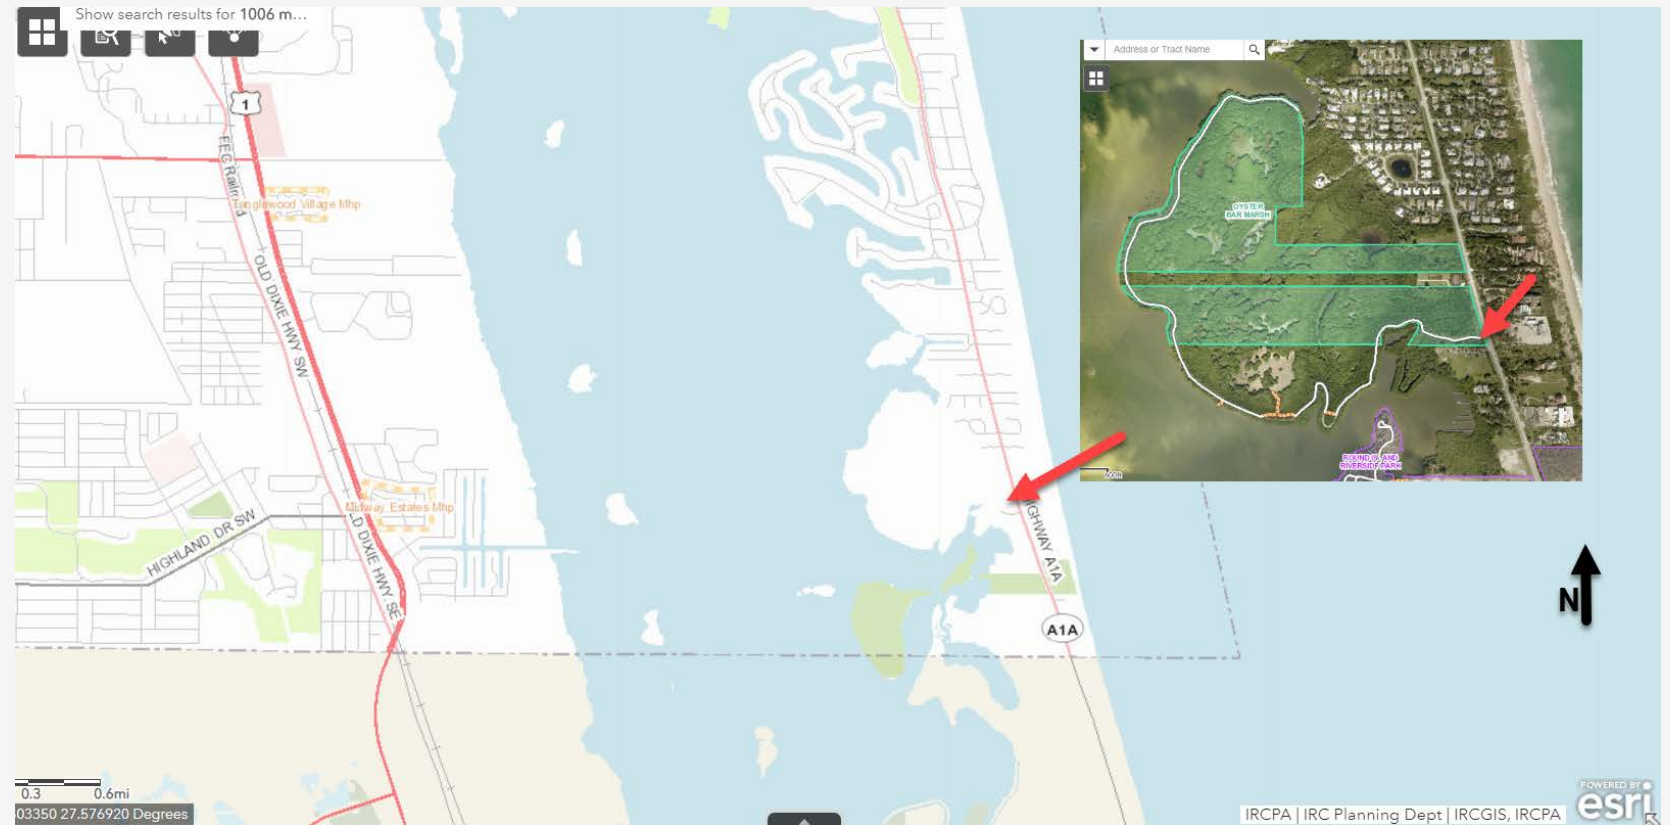 Show search results for 1006 m...
1
FEC Railroad
Tanglewood Village Mhp
OLD DIXIE HWY SW
Midway Estates Mhp
HIGHLAND DR SW
OLD DIXIE HWY SE
HIGHWAY A1A
A1A
Address or Tract Name
OYSTER
BAR MARSH
ROUND ISLAND
RIVERSIDE PARK
600ft
N
0.3 0.6mi
03350 27.576920 Degrees
IRCPA | IRC Planning Dept | IRCGIS, IRCPA
POWERED BY
esri